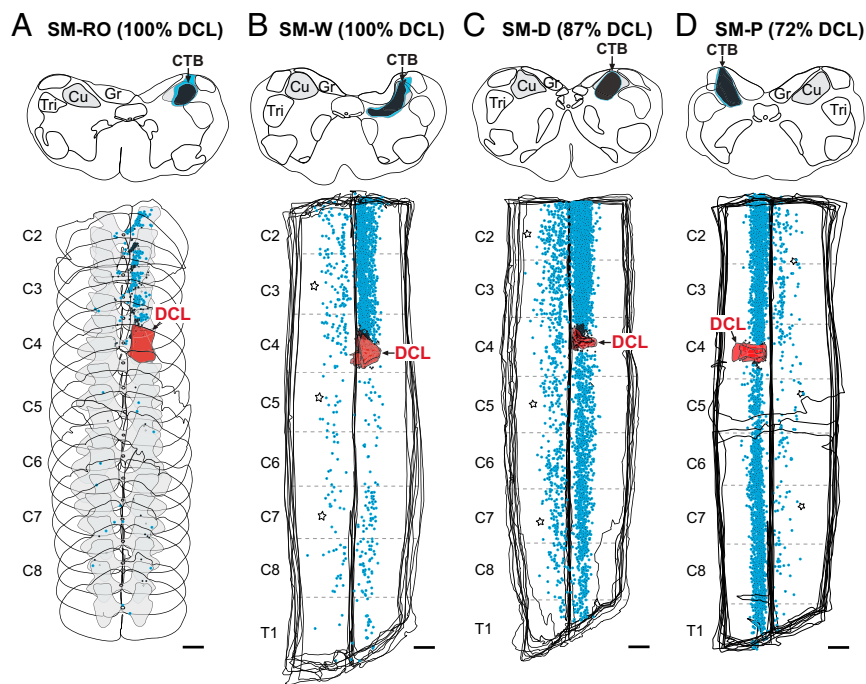 A SM-RO (100% DCL)
CTB
Cu
Gr
Tri
C2
C3
DCL
C4
C5
C6
C7
C8
B SM-W (100% DCL)
CTB
Cu
Gr
Tri
C2
C3
C4
DCL
C5
C6
C7
C8
T1
C SM-D (87% DCL)
CTB
Cu
Gr
Tri
C2
C3
C4
DCL
C5
C6
C7
C8
T1
D SM-P (72% DCL)
CTB
Gr
Cu
Tri
C2
C3
DCL
C4
C5
C6
C7
C8
T1